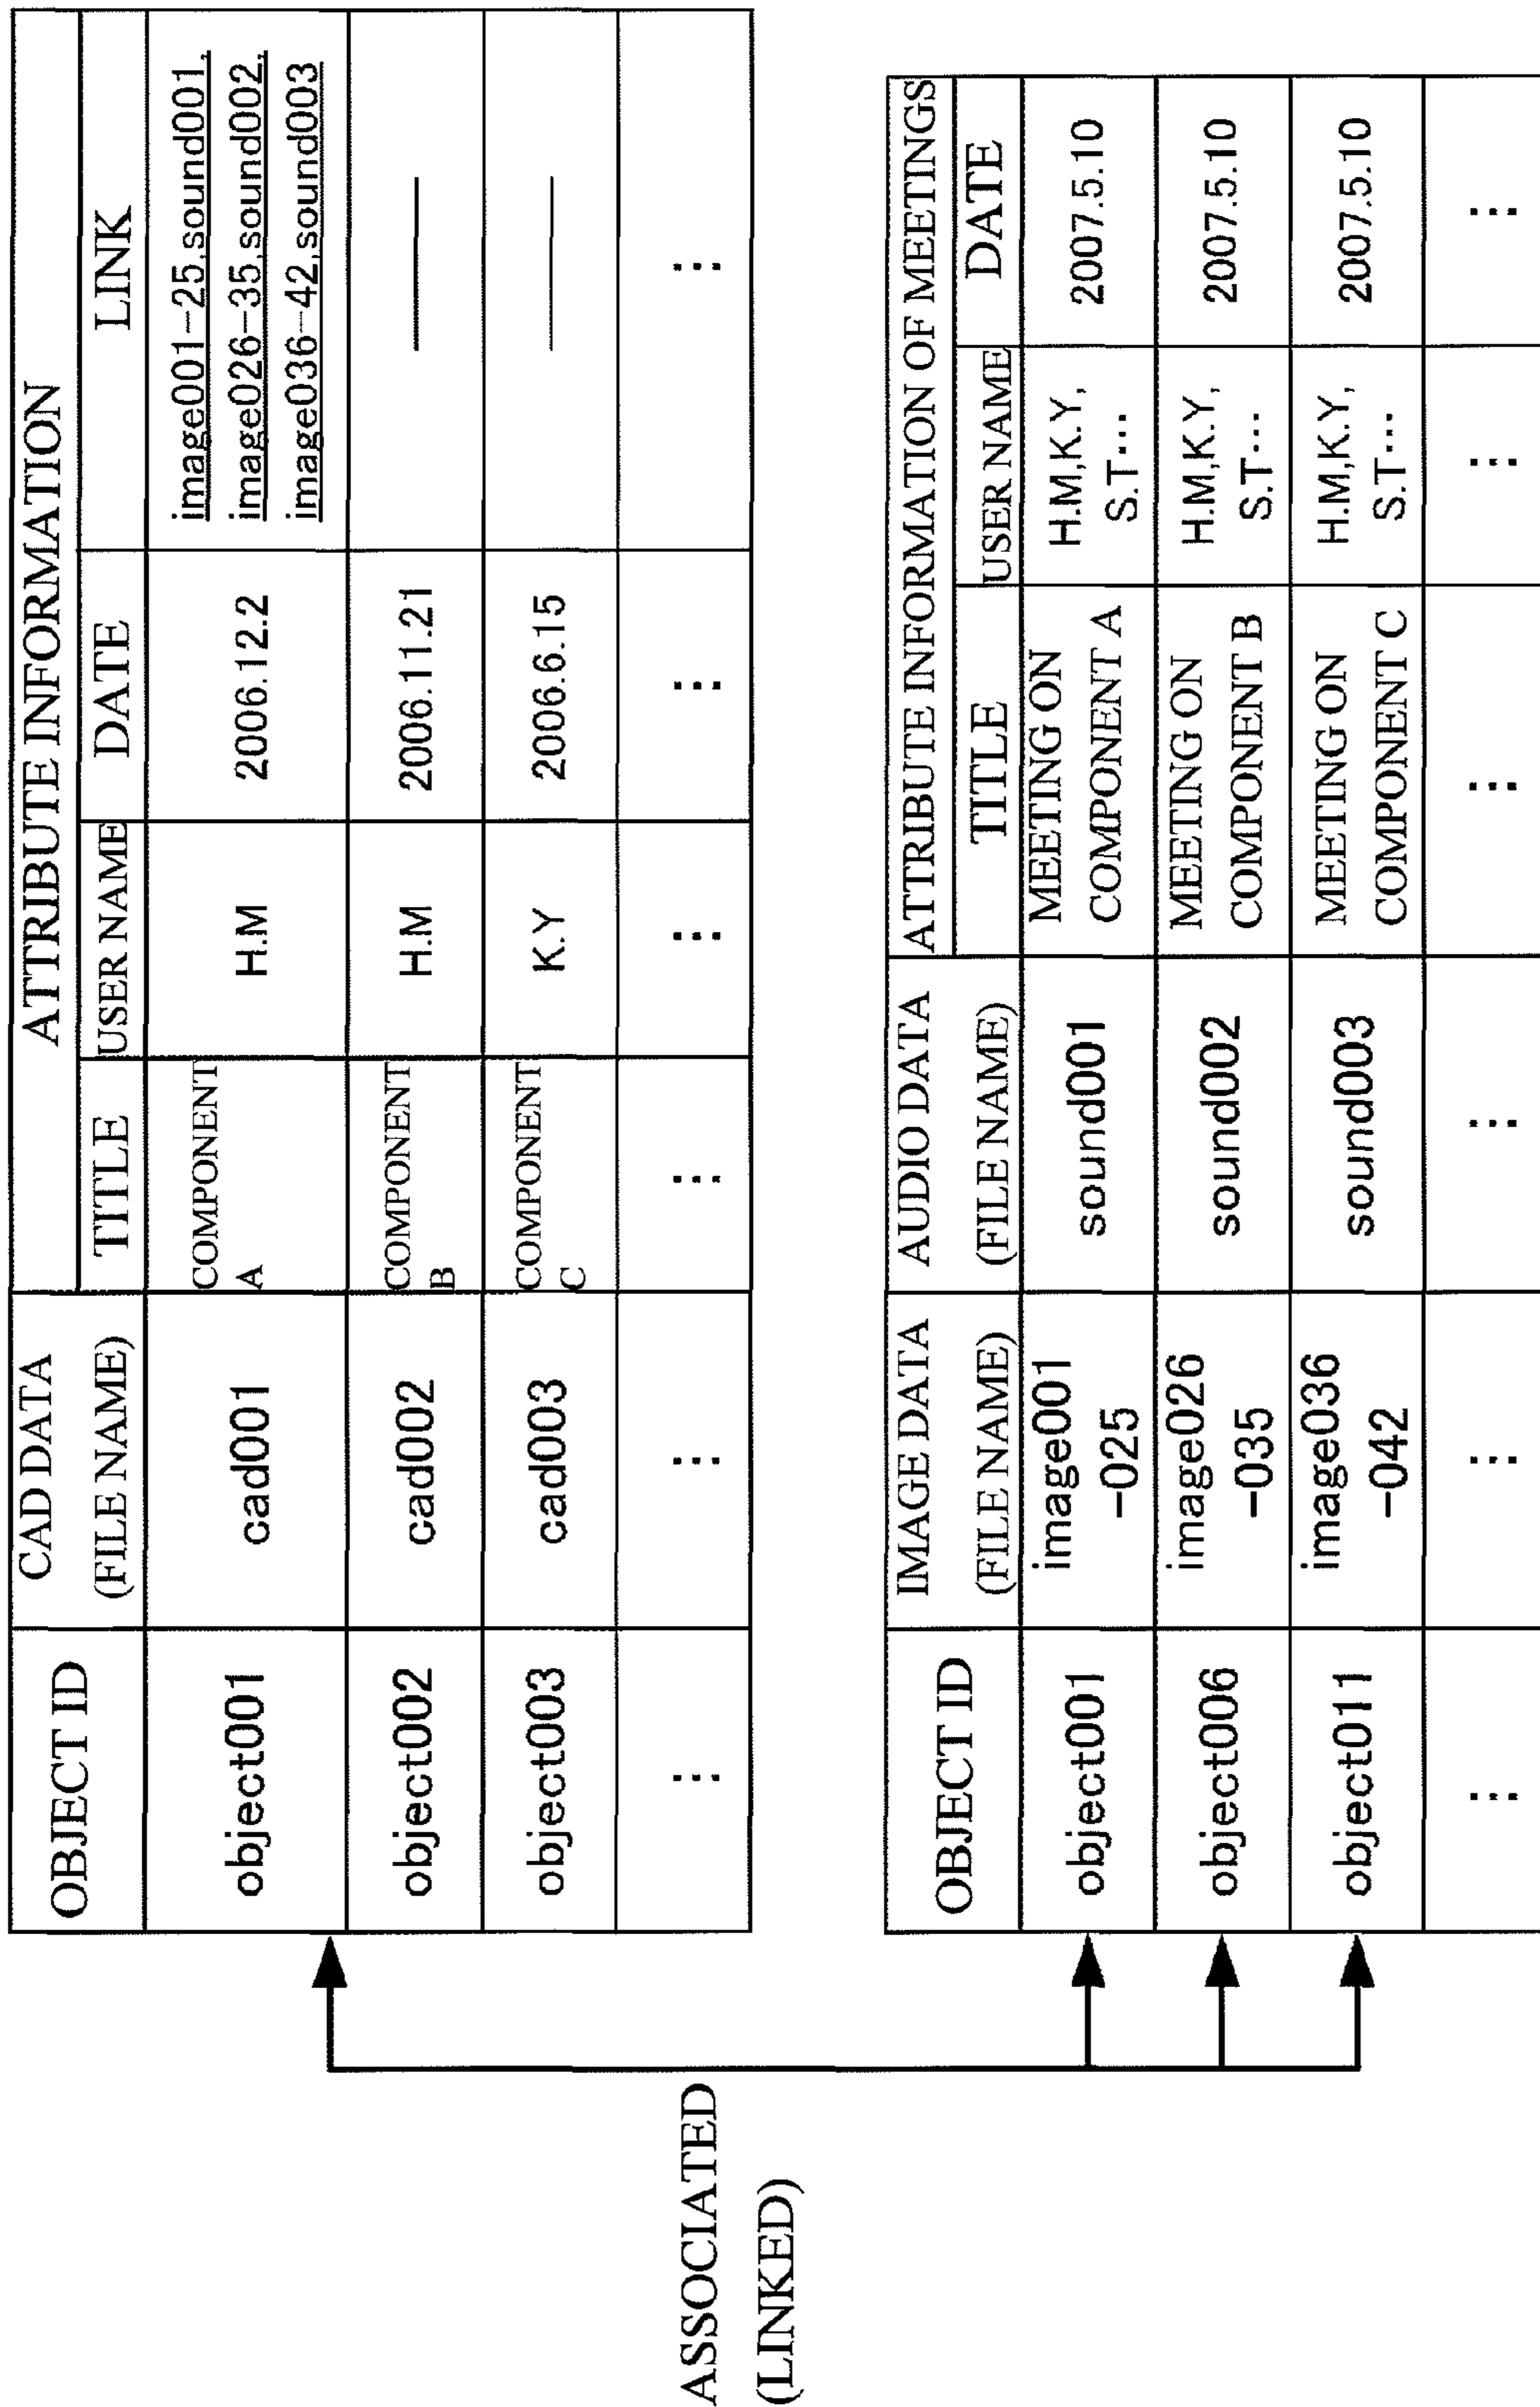 ATTRIBUTE INFORMATION
OBJECT ID
CAD DATA
(FILE NAME)
TITLE
USER NAME
DATE
LINK
object001
cad001
COMPONENT
A
H.M
2006.12.2
image001-25,sound001,
image026-35,sound002,
image036-42,sound003
object002
cad002
COMPONENT
B
H.M
2006.11.21
object003
cad003
COMPONENT
C
K.Y
2006.6.15
... ... ... ... ... ...
ASSOCIATED
(LINKED)
OBJECT ID
IMAGE DATA
(FILE NAME)
AUDIO DATA
(FILE NAME)
ATTRIBUTE INFORMATION OF MEETINGS
TITLE
USER NAME
DATE
object001
image001
-025
sound001
MEETING ON
COMPONENT A
H.M,K.Y,
S.T...
2007.5.10
object006
image026
-035
sound002
MEETING ON
COMPONENT B
H.M,K.Y,
S.T...
2007.5.10
object011
image036
-042
sound003
MEETING ON
COMPONENT C
H.M,K.Y,
S.T...
2007.5.10
... ... ... ... ... ...